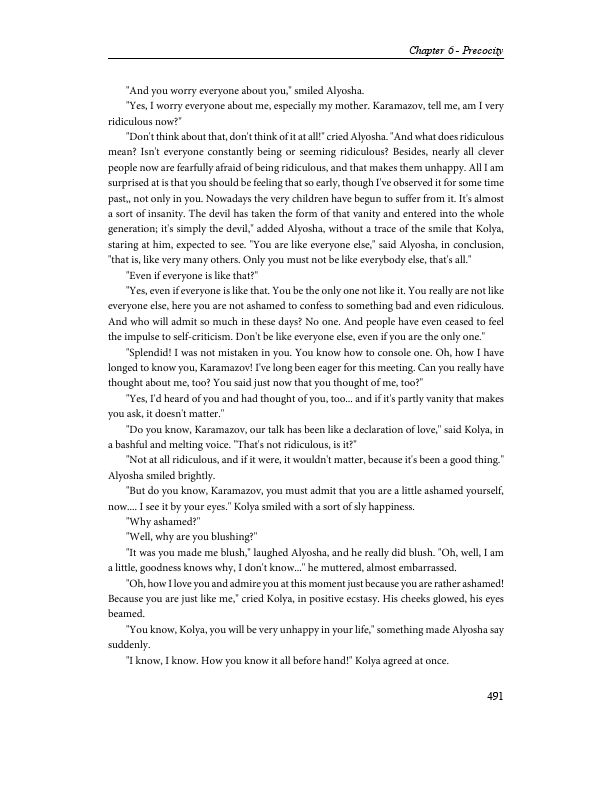 Chapter 6 - Precocity
"And you worry everyone about you," smiled Alyosha.
"Yes, I worry everyone about me, especially my mother. Karamazov, tell me, am I very
ridiculous now?"
"Don't think about that, don't think of it at all!" cried Alyosha. "And what does ridiculous
mean? Isn't everyone constantly being or seeming ridiculous? Besides, nearly all clever
people now are fearfully afraid of being ridiculous, and that makes them unhappy. All I am
surprised at is that you should be feeling that so early, though I've observed it for some time
past,, not only in you. Nowadays the very children have begun to suffer from it. It's almost
a sort of insanity. The devil has taken the form of that vanity and entered into the whole
generation; it's simply the devil," added Alyosha, without a trace of the smile that Kolya,
staring at him, expected to see. "You are like everyone else," said Alyosha, in conclusion,
"that is, like very many others. Only you must not be like everybody else, that's all."
"Even if everyone is like that?"
"Yes, even if everyone is like that. You be the only one not like it. You really are not like
everyone else, here you are not ashamed to confess to something bad and even ridiculous.
And who will admit so much in these days? No one. And people have even ceased to feel
the impulse to self-criticism. Don't be like everyone else, even if you are the only one."
"Splendid! I was not mistaken in you. You know how to console one. Oh, how I have
longed to know you, Karamazov! I've long been eager for this meeting. Can you really have
thought about me, too? You said just now that you thought of me, too?"
"Yes, I'd heard of you and had thought of you, too... and if it's partly vanity that makes
you ask, it doesn't matter."
"Do you know, Karamazov, our talk has been like a declaration of love," said Kolya, in
a bashful and melting voice. "That's not ridiculous, is it?"
"Not at all ridiculous, and if it were, it wouldn't matter, because it's been a good thing."
Alyosha smiled brightly.
"But do you know, Karamazov, you must admit that you are a little ashamed yourself,
now.... I see it by your eyes." Kolya smiled with a sort of sly happiness.
"Why ashamed?"
"Well, why are you blushing?"
"It was you made me blush," laughed Alyosha, and he really did blush. "Oh, well, I am
a little, goodness knows why, I don't know..." he muttered, almost embarrassed.
"Oh, how I love you and admire you at this moment just because you are rather ashamed!
Because you are just like me," cried Kolya, in positive ecstasy. His cheeks glowed, his eyes
beamed.
"You know, Kolya, you will be very unhappy in your life," something made Alyosha say
suddenly.
"I know, I know. How you know it all before hand!" Kolya agreed at once.
491